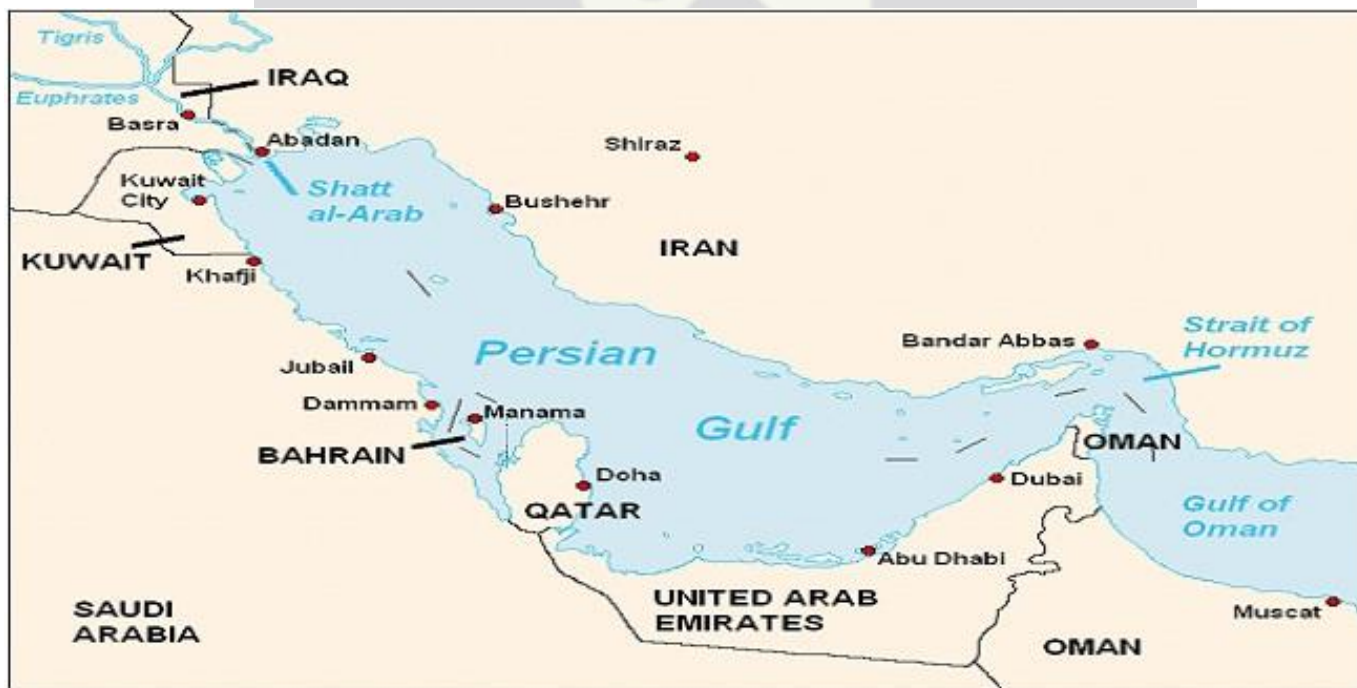 Tigris
IRAQ
Euphrates
Basra
Abadan
Shiraz
Kuwait
City
Shatt
al-Arab
Bushehr
KUWAIT
IRAN
Khafji
Strait of
Hormuz
Bandar Abbas
Persian
Jubail
Dammam
Manama
Gulf
BAHRAIN
OMAN
Doha
Dubai
QATAR
Gulf of
Oman
Abu Dhabi
SAUDI
ARABIA
UNITED ARAB
EMIRATES
Muscat
OMAN